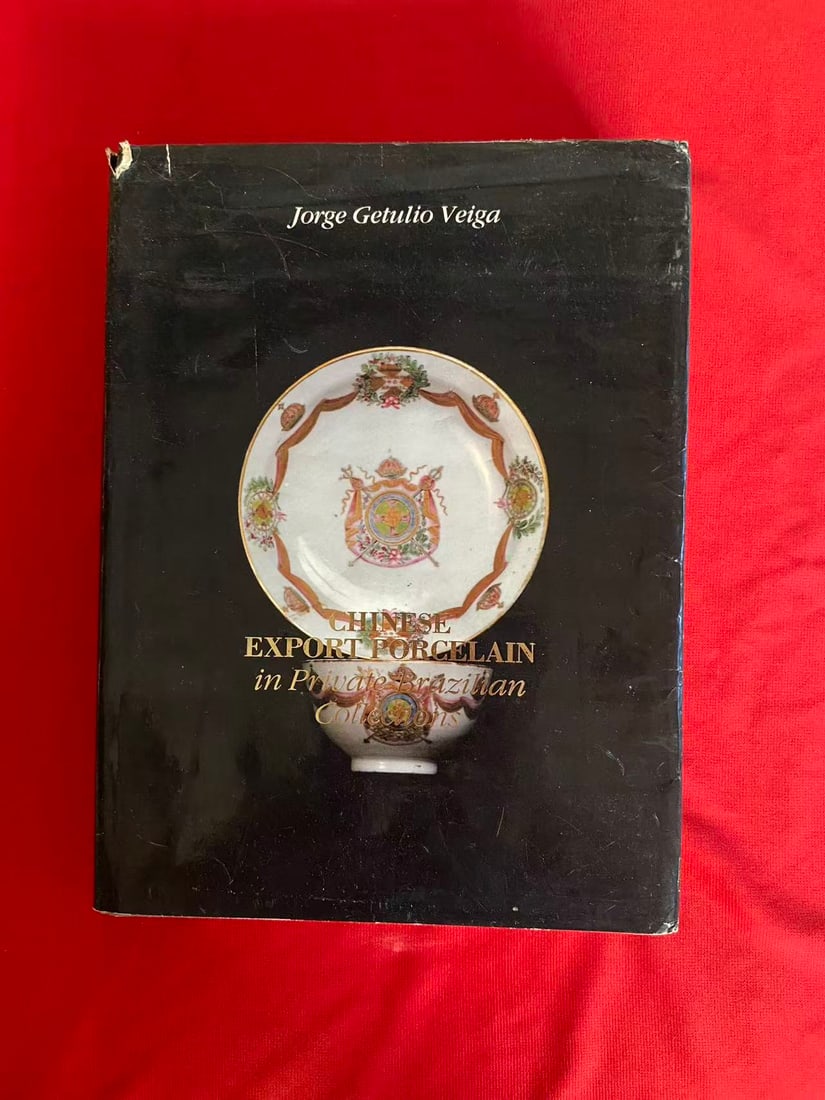 Jorge Getulio Veiga
CHINESE
EXPORT PORCELAIN
in Private Brazilian
Collections